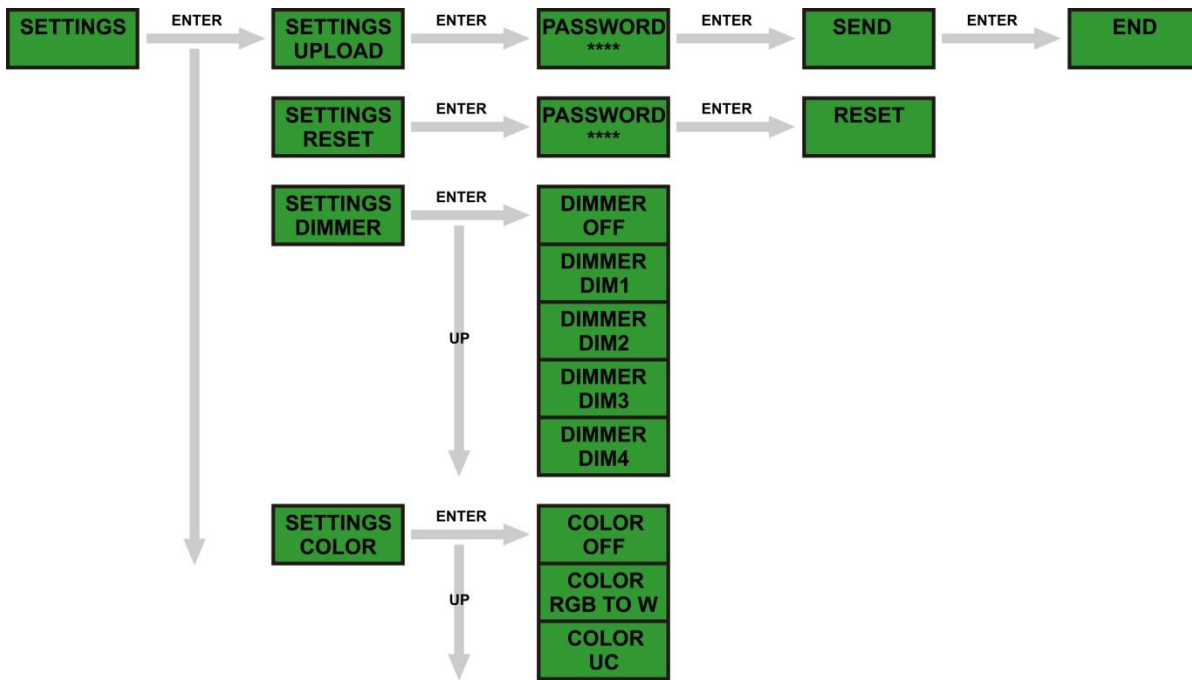 SETTINGS
ENTER
SETTINGS
UPLOAD
ENTER
PASSWORD
****
ENTER
SEND
ENTER
END
SETTINGS
RESET
ENTER
PASSWORD
****
ENTER
RESET
SETTINGS
DIMMER
ENTER
UP
DIMMER
OFF
DIMMER
DIM1
DIMMER
DIM2
DIMMER
DIM3
DIMMER
DIM4
SETTINGS
COLOR
ENTER
UP
COLOR
OFF
COLOR
RGB TO W
COLOR
UC